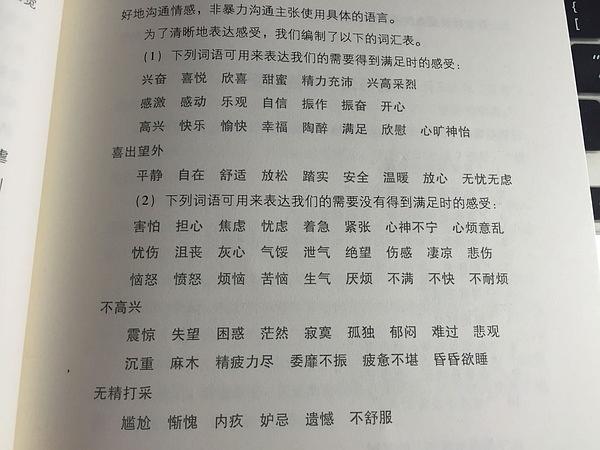 好地沟通情感，非暴力沟通主张使用具体的语言。
为了清晰地表达感受，我们编制了以下的词汇表。
（1）下列词语可用来表达我们的需要得到满足时的感受：
兴奋 喜悦 欣喜 甜蜜 精力充沛 兴高采烈
感激 感动 乐观 自信 振作 振奋 开心
高兴 快乐 愉快 幸福 陶醉 满足 欣慰 心旷神怡
喜出望外
平静 自在 舒适 放松 踏实 安全 温暖 放心 无忧无虑
（2）下列词语可用来表达我们的需要没有得到满足时的感受：
害怕 担心 焦虑 忧虑 着急 紧张 心神不宁 心烦意乱
忧伤 沮丧 灰心 气馁 泄气 绝望 伤感 凄凉 悲伤
恼怒 愤怒 烦恼 苦恼 生气 厌烦 不满 不快 不耐烦
不高兴
震惊 失望 困惑 茫然 寂寞 孤独 郁闷 难过 悲观
沉重 麻木 精疲力尽 委靡不振 疲惫不堪 昏昏欲睡
无精打采
尴尬 惭愧 内疚 妒忌 遗憾 不舒服